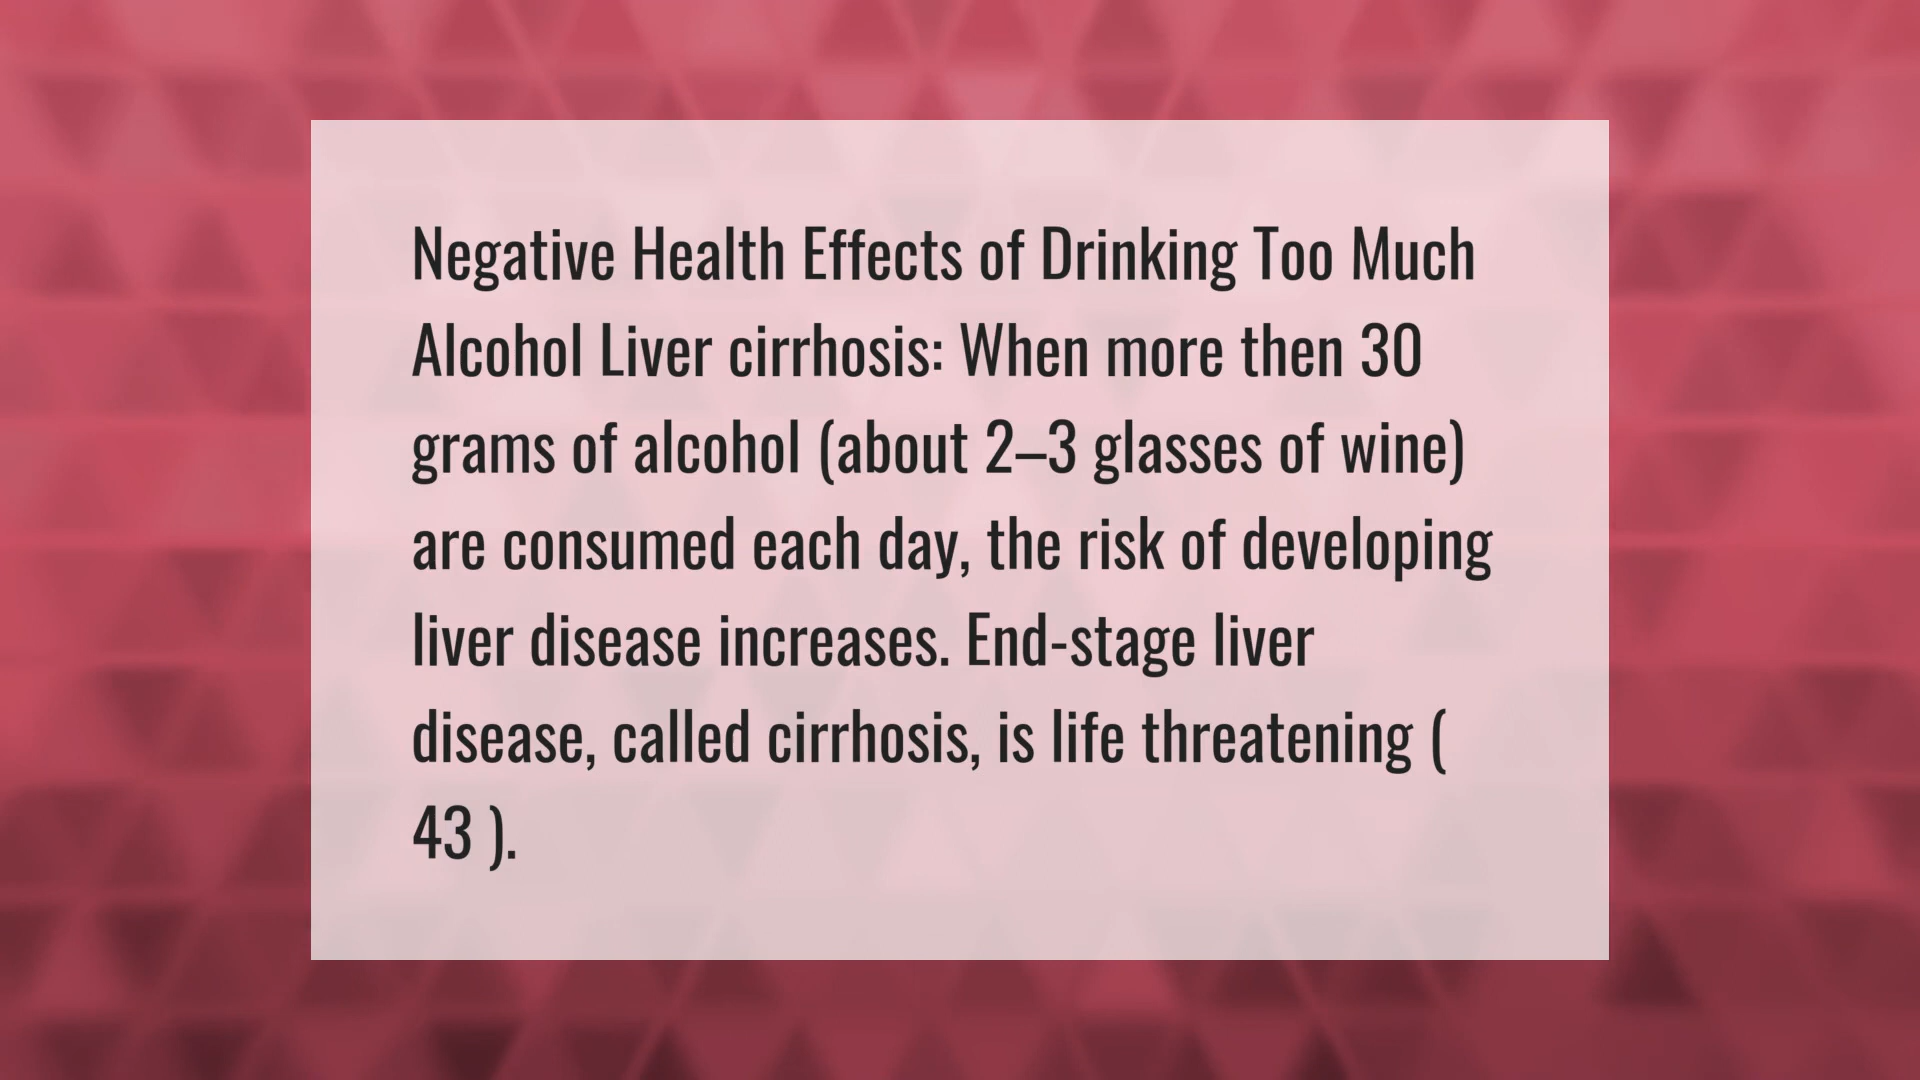 Negative Health Effects of Drinking Too Much
Alcohol Liver cirrhosis: When more then 30
grams of alcohol (about 2–3 glasses of wine)
are consumed each day, the risk of developing
liver disease increases. End-stage liver
disease, called cirrhosis, is life threatening (
43 ).